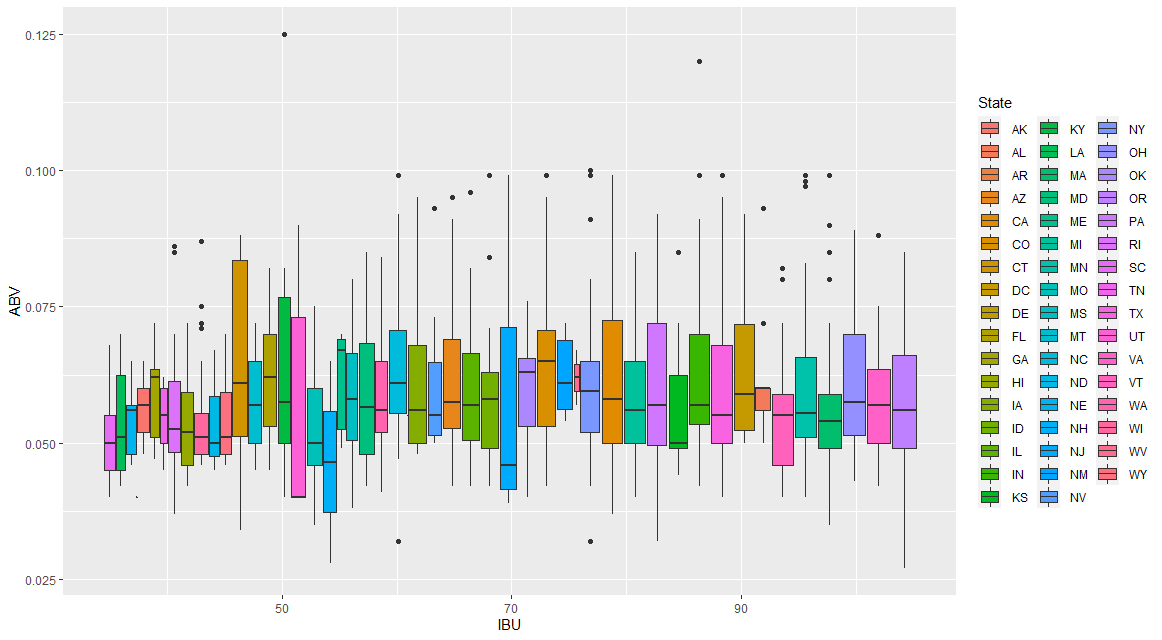 0.125
0.100
0.075
0.050
0.025
ABV
50
70
90
IBU
State
AK
AL
AR
AZ
CA
CO
CT
DC
DE
FL
GA
HI
IA
ID
IL
IN
KS
KY
LA
MA
MD
ME
MI
MN
MO
MS
MT
NC
ND
NE
NH
NJ
NM
NV
NY
OH
OK
OR
PA
RI
SC
TN
TX
UT
VA
VT
WA
WI
WV
WY